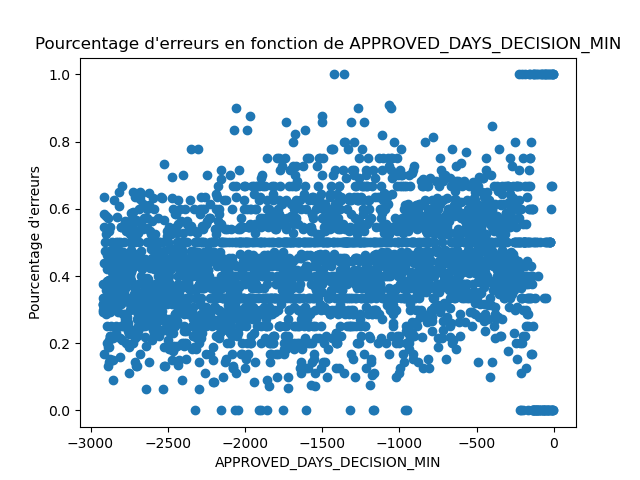 Pourcentage d'erreurs en fonction de APPROVED_DAYS_DECISION_MIN
1.0
0.8
0.6
0.4
0.2
0.0
Pourcentage d'erreurs
−3000 −2500 −2000 −1500 −1000 −500 0
APPROVED_DAYS_DECISION_MIN